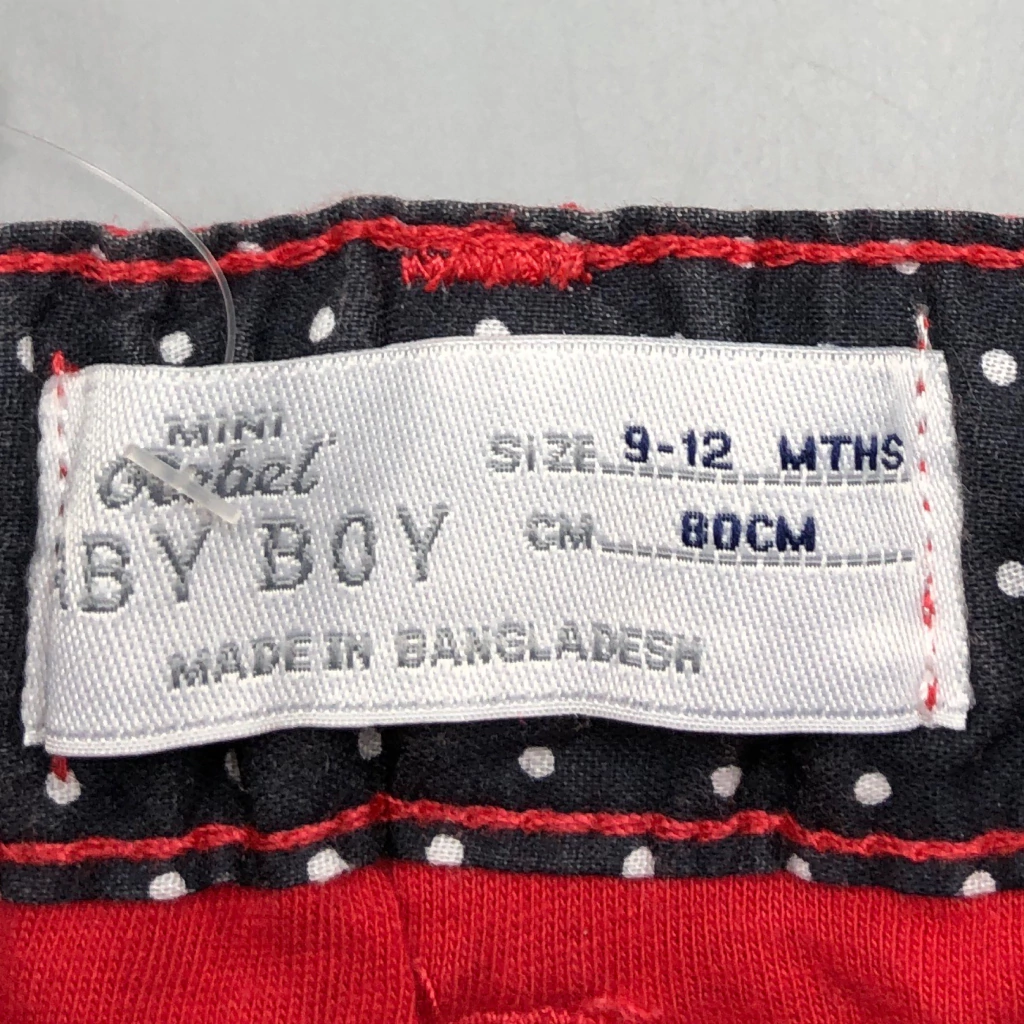 MINI
Rebel
BY BOY
SIZE 9-12 MTHS
CM 80CM
MADE IN BANGLADESH